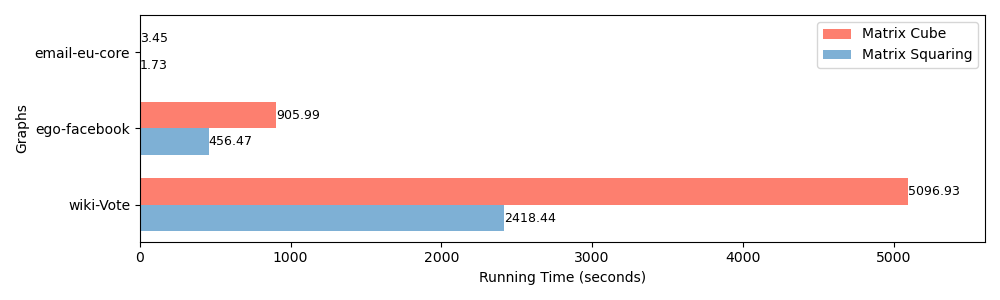 Matrix Cube
Matrix Squaring
Graphs
email-eu-core
3.45
1.73
ego-facebook
905.99
456.47
wiki-Vote
5096.93
2418.44
0 1000 2000 3000 4000 5000
Running Time (seconds)